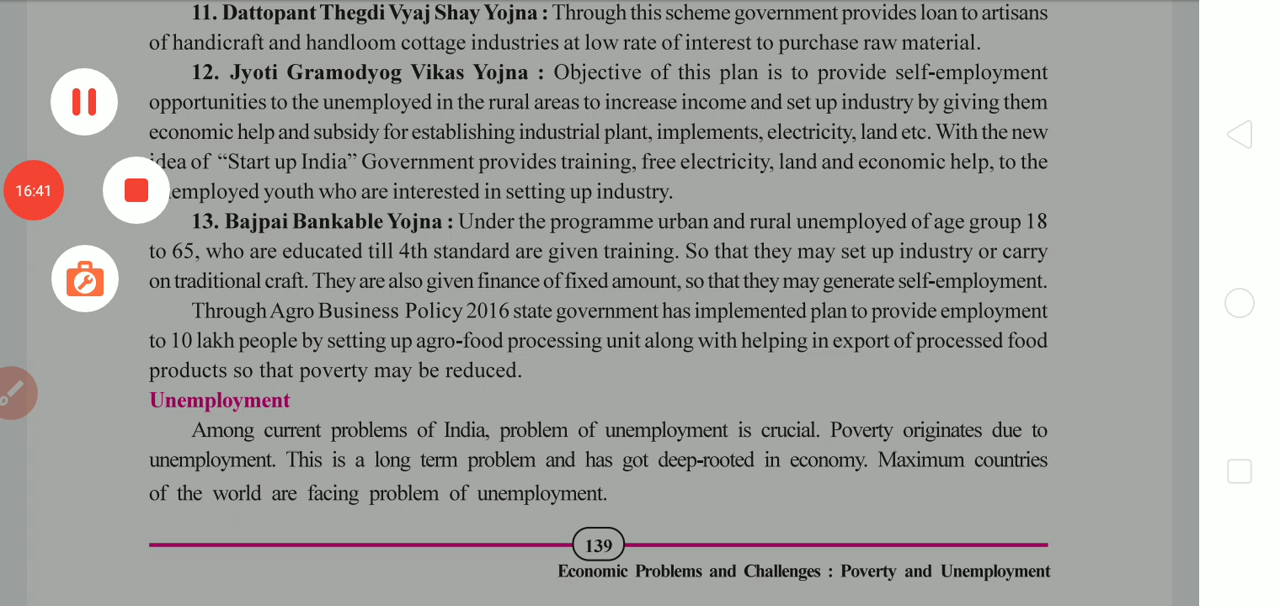 11. Dattopant Thegdi Vyaj Shay Yojna : Through this scheme government provides loan to artisans
of handicraft and handloom cottage industries at low rate of interest to purchase raw material.
12. Jyoti Gramodyog Vikas Yojna : Objective of this plan is to provide self-employment
opportunities to the unemployed in the rural areas to increase income and set up industry by giving them
economic help and subsidy for establishing industrial plant, implements, electricity, land etc. With the new
idea of “Start up India” Government provides training, free electricity, land and economic help, to the
employed youth who are interested in setting up industry.
13. Bajpai Bankable Yojna : Under the programme urban and rural unemployed of age group 18
to 65, who are educated till 4th standard are given training. So that they may set up industry or carry
on traditional craft. They are also given finance of fixed amount, so that they may generate self-employment.
Through Agro Business Policy 2016 state government has implemented plan to provide employment
to 10 lakh people by setting up agro-food processing unit along with helping in export of processed food
products so that poverty may be reduced.
Unemployment
Among current problems of India, problem of unemployment is crucial. Poverty originates due to
unemployment. This is a long term problem and has got deep-rooted in economy. Maximum countries
of the world are facing problem of unemployment.
139
Economic Problems and Challenges : Poverty and Unemployment
16:41